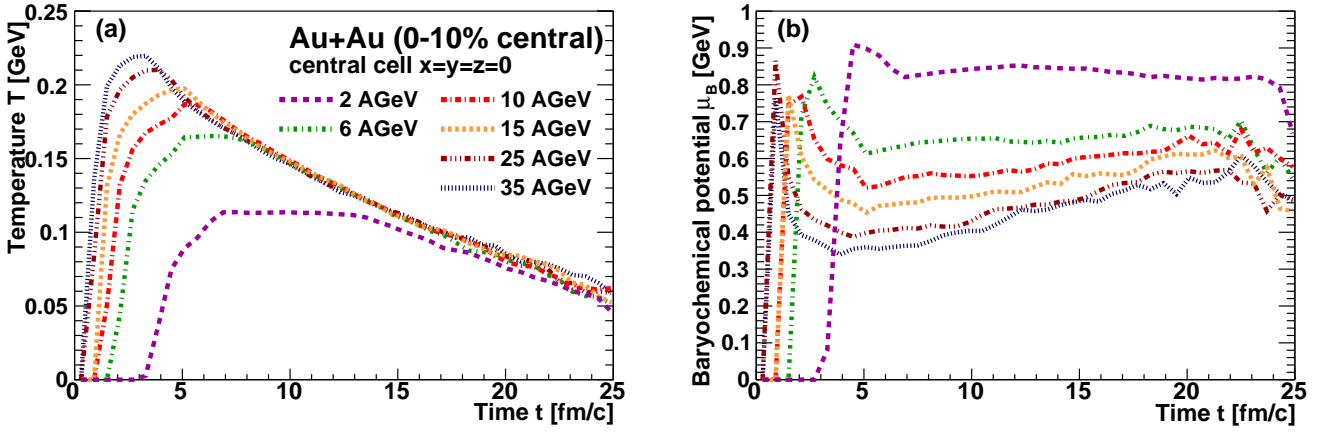 (a)
Au+Au (0-10% central)
central cell x=y=z=0
2 AGeV
10 AGeV
6 AGeV
15 AGeV
25 AGeV
35 AGeV
Temperature T [GeV]
0.25
0.2
0.15
0.1
0.05
0
0 5 10 15 20 25
Time t [fm/c]
(b)
Baryochemical potential μB [GeV]
1
0.9
0.8
0.7
0.6
0.5
0.4
0.3
0.2
0.1
0
0 5 10 15 20 25
Time t [fm/c]